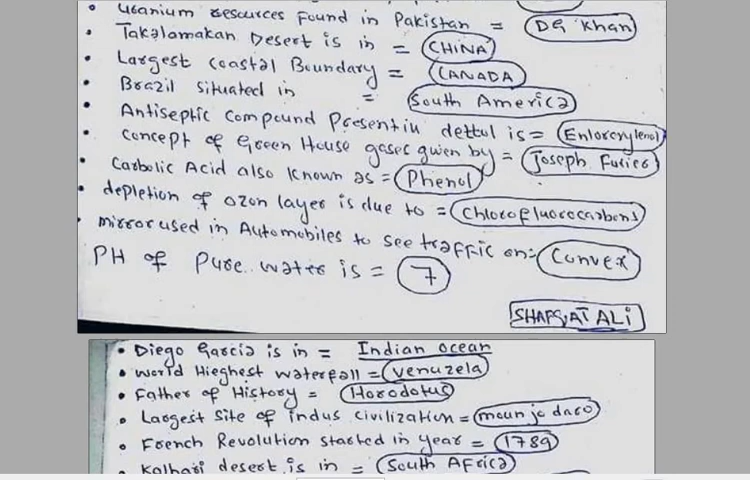 Uranium resources found in Pakistan = DG Khan
Takalamakan Desert is in = CHINA
Largest coastal Boundary = CANADA
Brazil situated in = South America
Antiseptic compound Present in dettol is = Enloroxylenol
Concept of Green House gases gwien by = Joseph Furier
Carbolic Acid also known as = Phenol
depletion of ozon layer is due to = Chlorofluorocarbons
mirror used in Automobiles to see traffic on = Convex
PH of Pure water is = 7
SHAFQAT ALi
Diego Garcia is in = Indian ocean
World Hieghest waterfall = venuzela
Father of History = Horodotus
Largest Site of indus civilization = mounjo daro
French Revolution started in year = 1789
Kalhari desert is in = South Africa